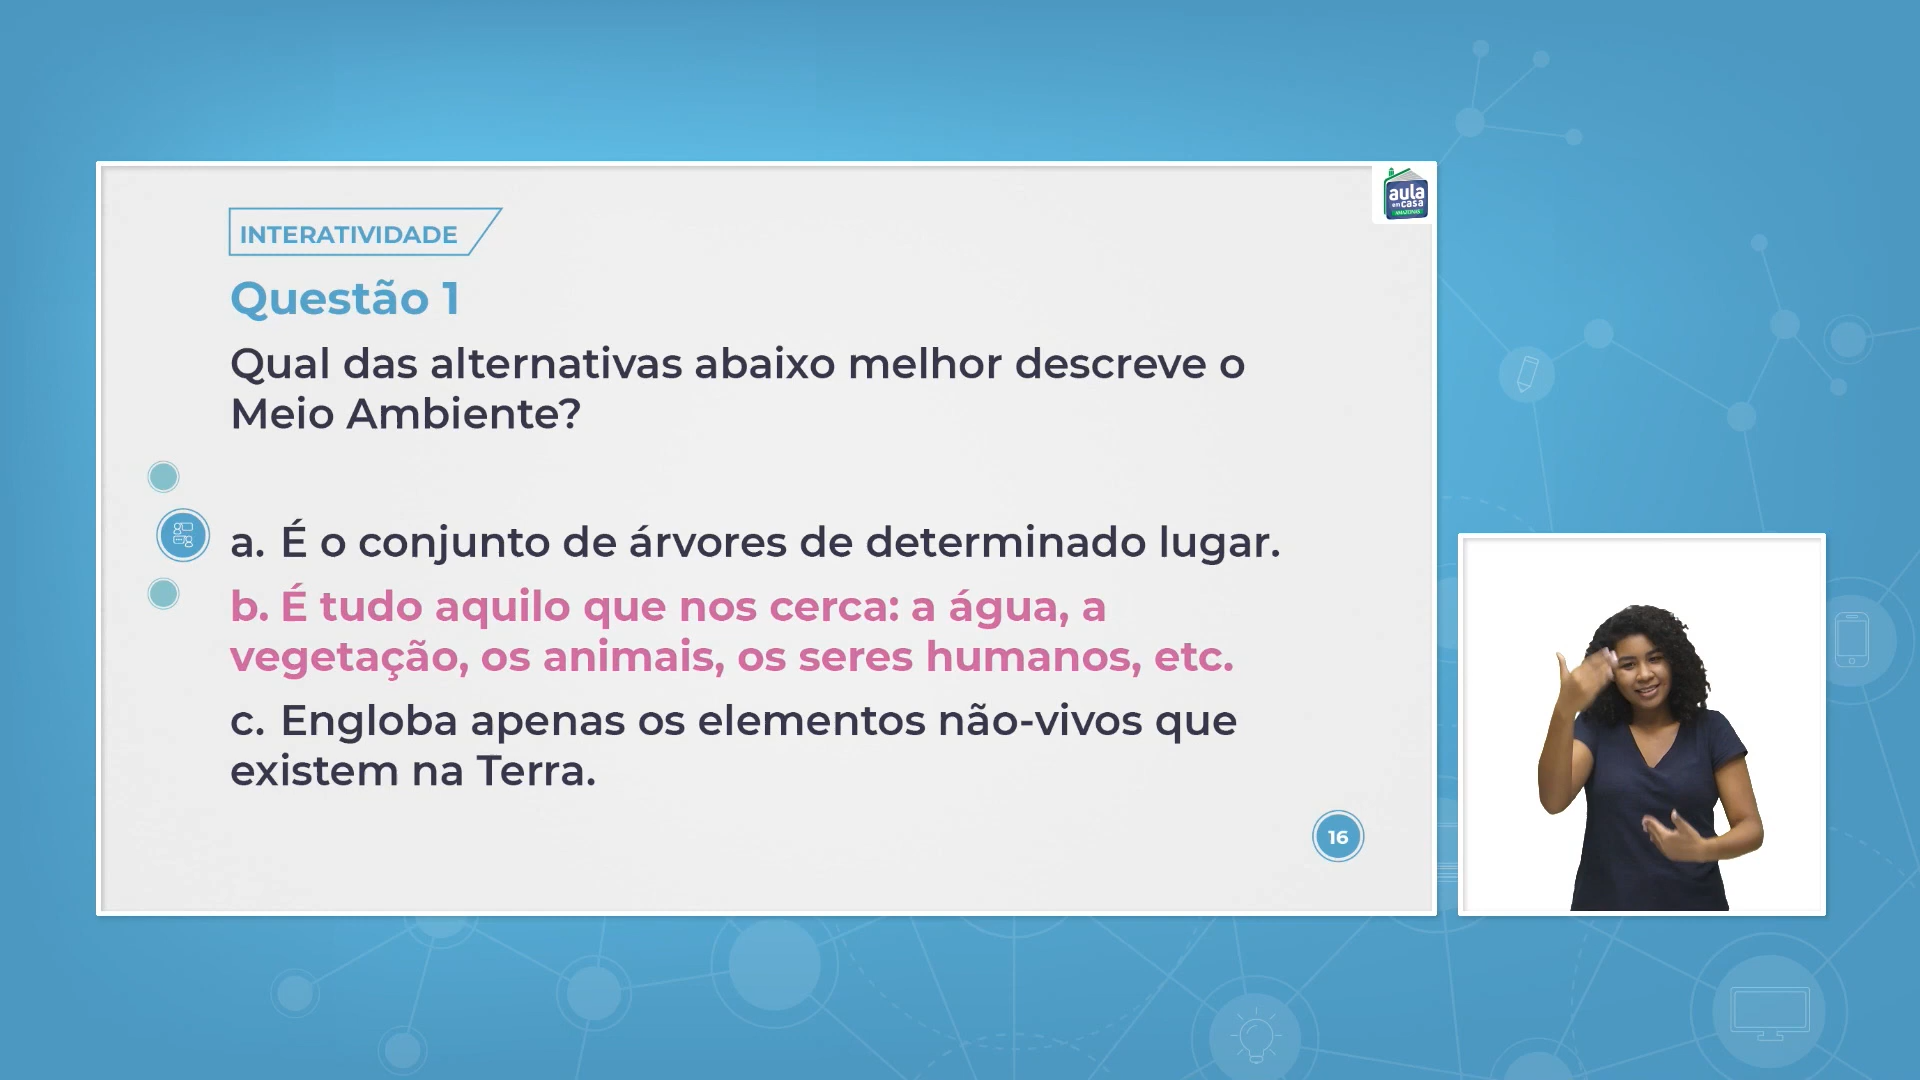 aula
em casa
AMAZONAS
INTERATIVIDADE
Questão 1
Qual das alternativas abaixo melhor descreve o
Meio Ambiente?
a. É o conjunto de árvores de determinado lugar.
b. É tudo aquilo que nos cerca: a água, a
vegetação, os animais, os seres humanos, etc.
c. Engloba apenas os elementos não-vivos que
existem na Terra.
16